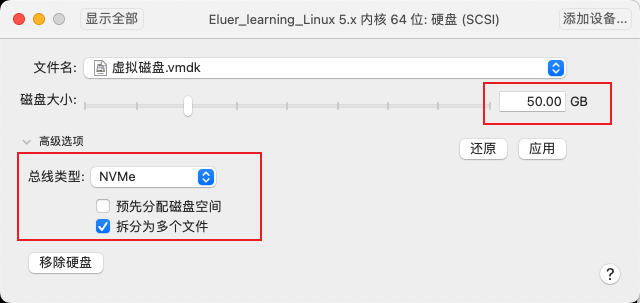 显示全部 Eluer_learning_Linux 5.x 内核 64 位: 硬盘 (SCSI) 添加设备...
文件名: 虚拟磁盘.vmdk
磁盘大小: 50.00 GB
高级选项 还原 应用
总线类型: NVMe
预先分配磁盘空间
拆分为多个文件
移除硬盘 ?